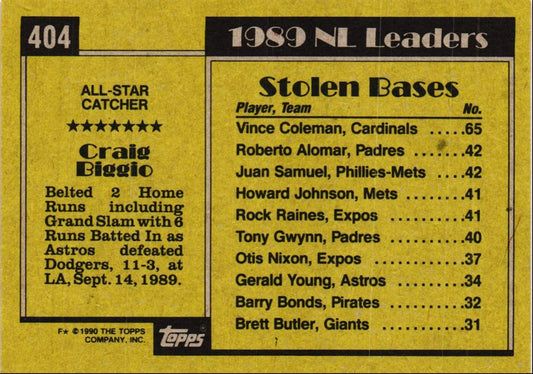 404
ALL-STAR
CATCHER
Craig
Biggio
Belted 2 Home
Runs including
Grand Slam with 6
Runs Batted In as
Astros defeated
Dodgers, 11-3, at
LA, Sept. 14, 1989.
F★ © 1990 THE TOPPS
COMPANY, INC.
Topps
1989 NL Leaders
Stolen Bases
Player, Team No.
Vince Coleman, Cardinals .....65
Roberto Alomar, Padres ........42
Juan Samuel, Phillies-Mets ....42
Howard Johnson, Mets .........41
Rock Raines, Expos ............41
Tony Gwynn, Padres ...........40
Otis Nixon, Expos ..............37
Gerald Young, Astros ..........34
Barry Bonds, Pirates ...........32
Brett Butler, Giants .............31